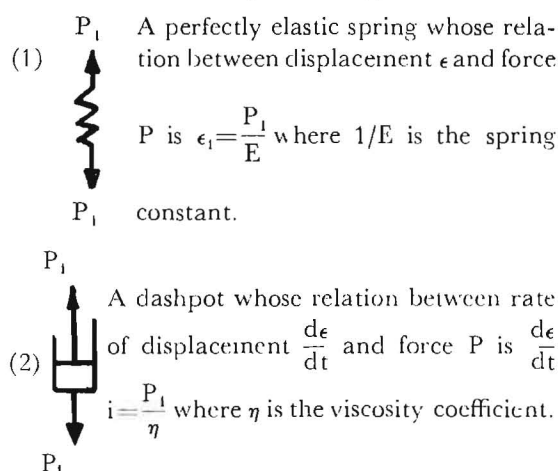 P₁ A perfectly elastic spring whose rela-
(1) tion between displacement ϵ and force
P is ϵ₁=P₁/E where 1/E is the spring
P₁ constant.
P₁
A dashpot whose relation between rate
(2) of displacement dϵ/dt and force P is dϵ/dt
i=P₁/η where η is the viscosity coefficient.
P₁